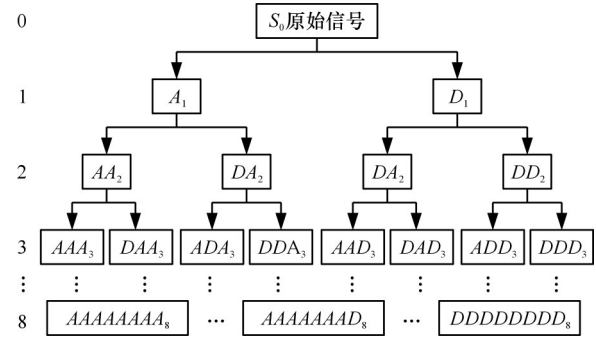 0 S₀原始信号
1 A₁ D₁
2 AA₂ DA₂ DA₂ DD₂
3 AAA₃ DAA₃ ADA₃ DDA₃ AAD₃ DAD₃ ADD₃ DDD₃
⋮ ⋮ ⋮ ⋮ ⋮ ⋮ ⋮ ⋮ ⋮
8 AAAAAAAA₈ ··· AAAAAAAD₈ ··· DDDDDDDD₈